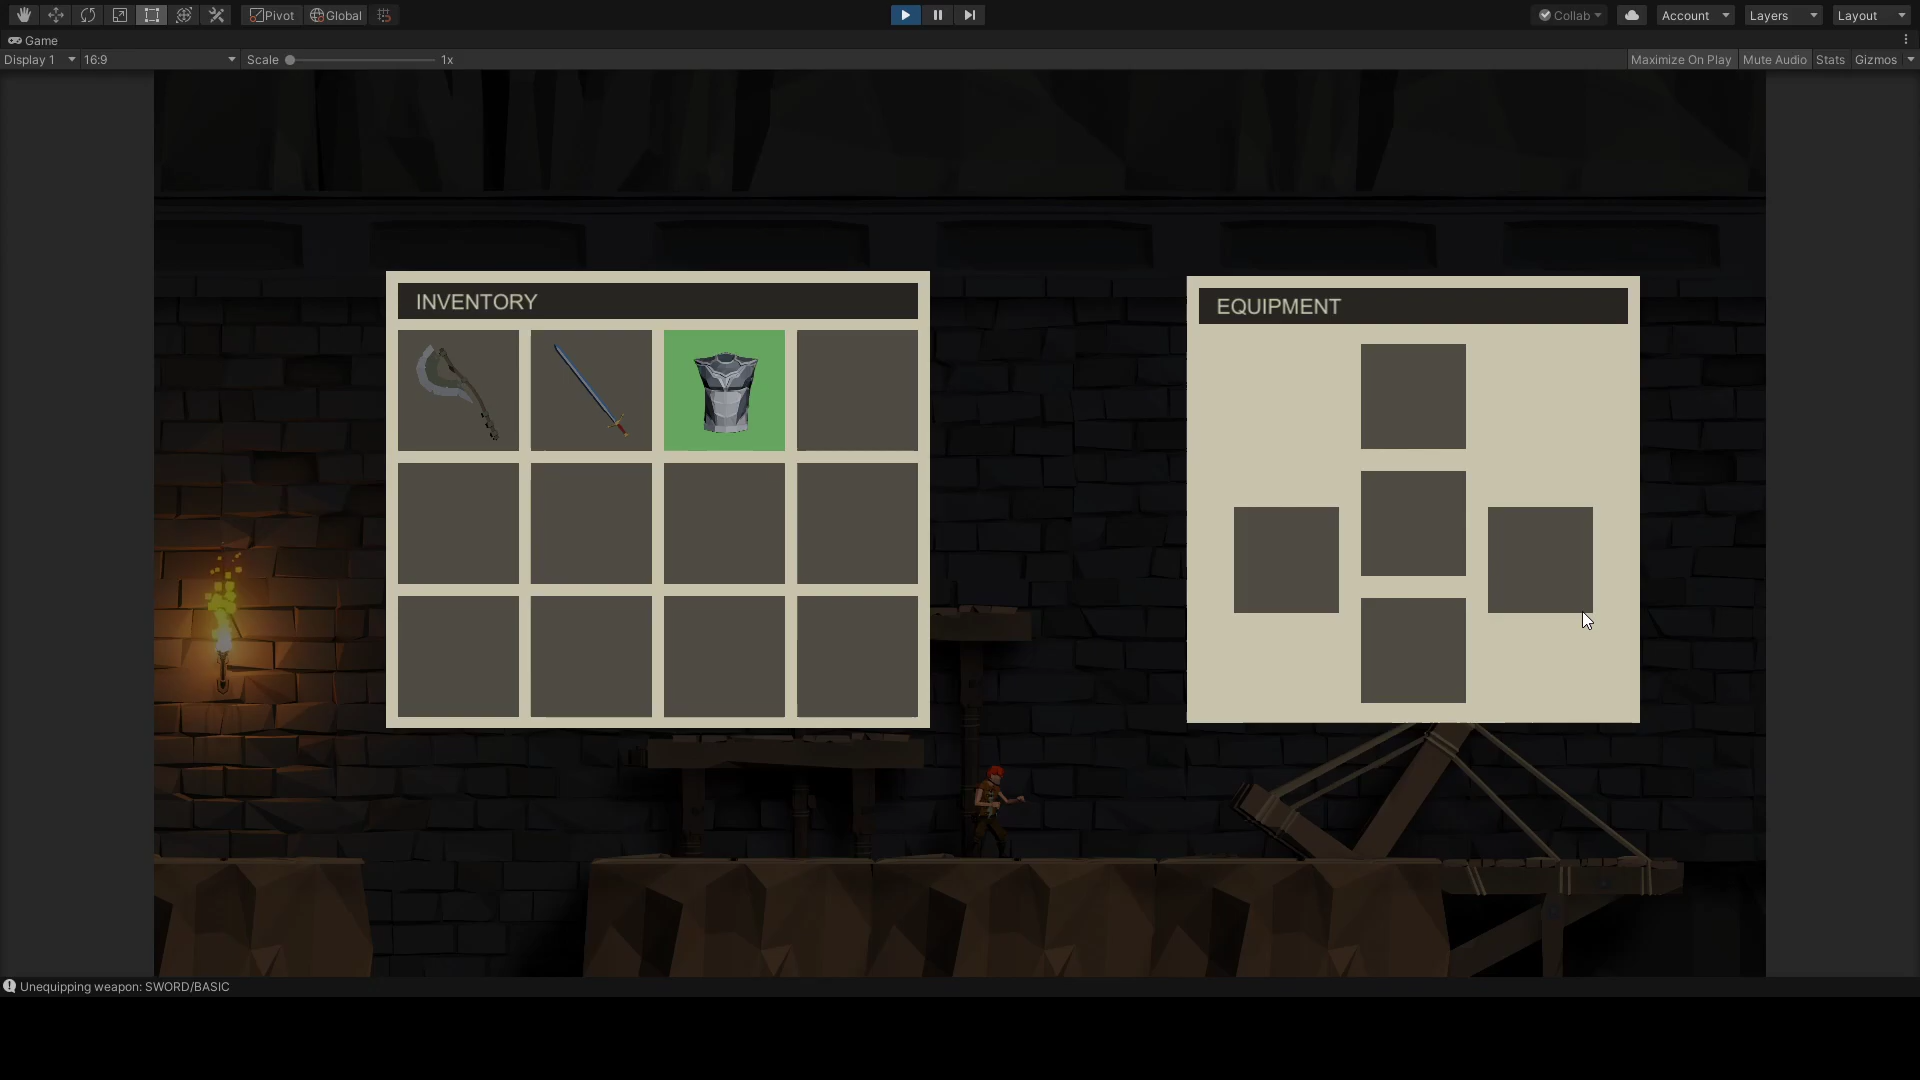 Pivot Global Collab Account Layers Layout
Game
Display 1 16:9 Scale 1x Maximize On Play Mute Audio Stats Gizmos
INVENTORY
EQUIPMENT
Unequipping weapon: SWORD/BASIC